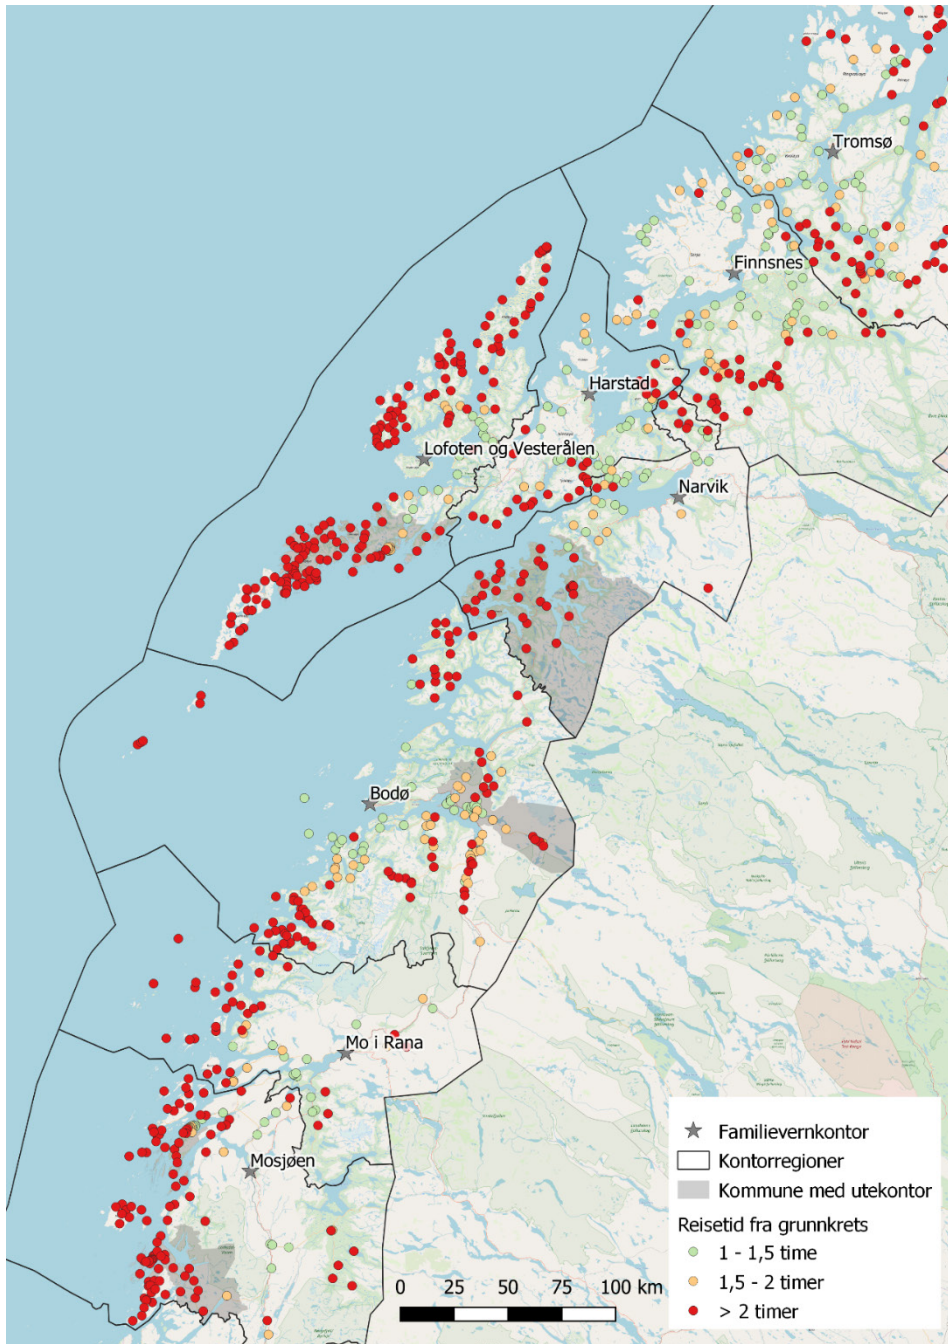 Tromsø
Finnsnes
Harstad
Lofoten og Vesterålen
Narvik
Bodø
Mo i Rana
Mosjøen
Familievernkontor
Kontorregioner
Kommune med utekontor
Reisetid fra grunnkrets
1 - 1,5 time
1,5 - 2 timer
> 2 timer
0 25 50 75 100 km